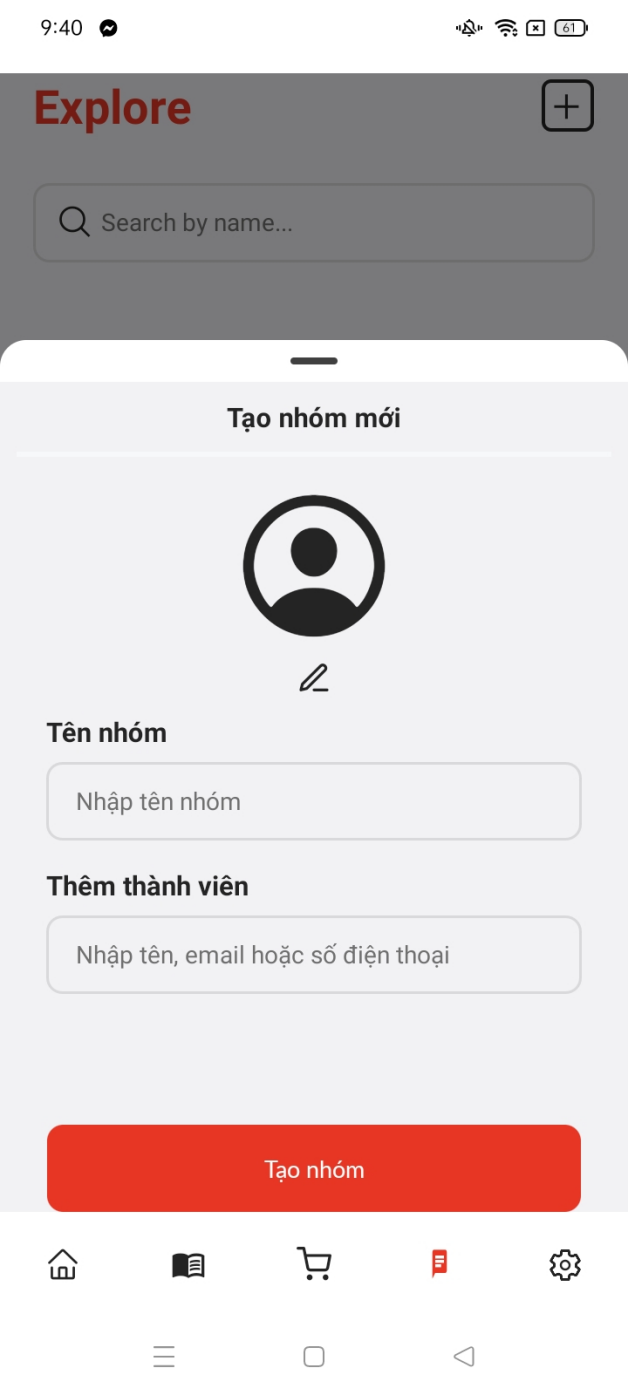 9:40
61
Explore
Search by name...
Tạo nhóm mới
Tên nhóm
Nhập tên nhóm
Thêm thành viên
Nhập tên, email hoặc số điện thoại
Tạo nhóm